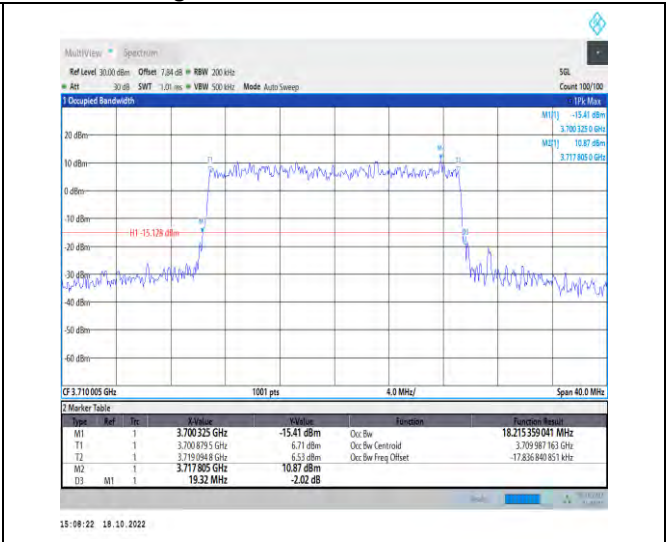 MultiView Spectrum
Ref Level 30.00 dBm Offset 7.84 dB RBW 200 kHz SGL
Att 30 dB SWT 1.01 ms VBW 500 kHz Mode Auto Sweep Count 100/100
1 Occupied Bandwidth 1Pk Max
M1[1] -15.41 dBm
3.700 325 0 GHz
M2[1] 10.87 dBm
3.717 805 0 GHz
20 dBm
10 dBm
0 dBm
-10 dBm
H1 -15.128 dBm
-20 dBm
-30 dBm
-40 dBm
-50 dBm
-60 dBm
CF 3.710 005 GHz 1001 pts 4.0 MHz/ Span 40.0 MHz
2 Marker Table
Type Ref Trc X-Value Y-Value Function Function Result
M1 1 3.700325 GHz -15.41 dBm Occ Bw 18.215 359 041 MHz
T1 1 3.700 879 5 GHz 6.71 dBm Occ Bw Centroid 3.709 987 163 GHz
T2 1 3.719 094 8 GHz 6.53 dBm Occ Bw Freq Offset -17.836 840 851 kHz
M2 1 3.717805 GHz 10.87 dBm
D3 M1 1 19.32 MHz -2.02 dB
15:08:22 18.10.2022